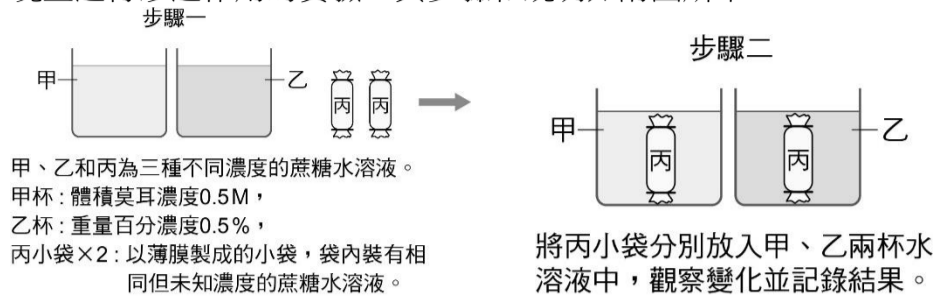 步驟一
甲
乙
丙
丙
甲、乙和丙為三種不同濃度的蔗糖水溶液。
甲杯：體積莫耳濃度0.5M，
乙杯：重量百分濃度0.5%，
丙小袋×2：以薄膜製成的小袋，袋內裝有相
同但未知濃度的蔗糖水溶液。
步驟二
甲
丙
丙
乙
將丙小袋分別放入甲、乙兩杯水
溶液中，觀察變化並記錄結果。